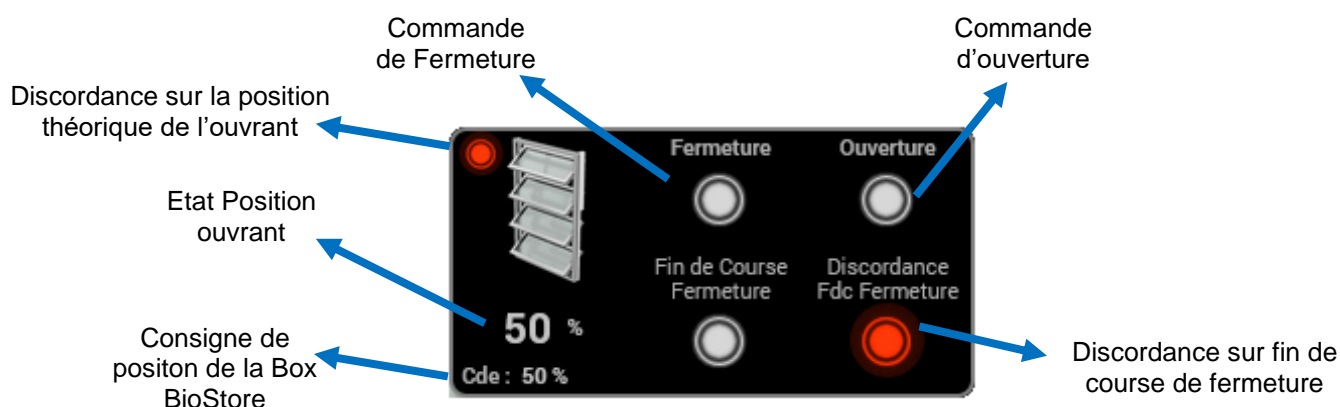 Commande
de Fermeture
Commande
d'ouverture
Discordance sur la position
théorique de l'ouvrant
Etat Position
ouvrant
Consigne de
positon de la Box
BioStore
Fermeture
Ouverture
Fin de Course
Fermeture
Discordance
Fdc Fermeture
50 %
Cde : 50 %
Discordance sur fin de
course de fermeture